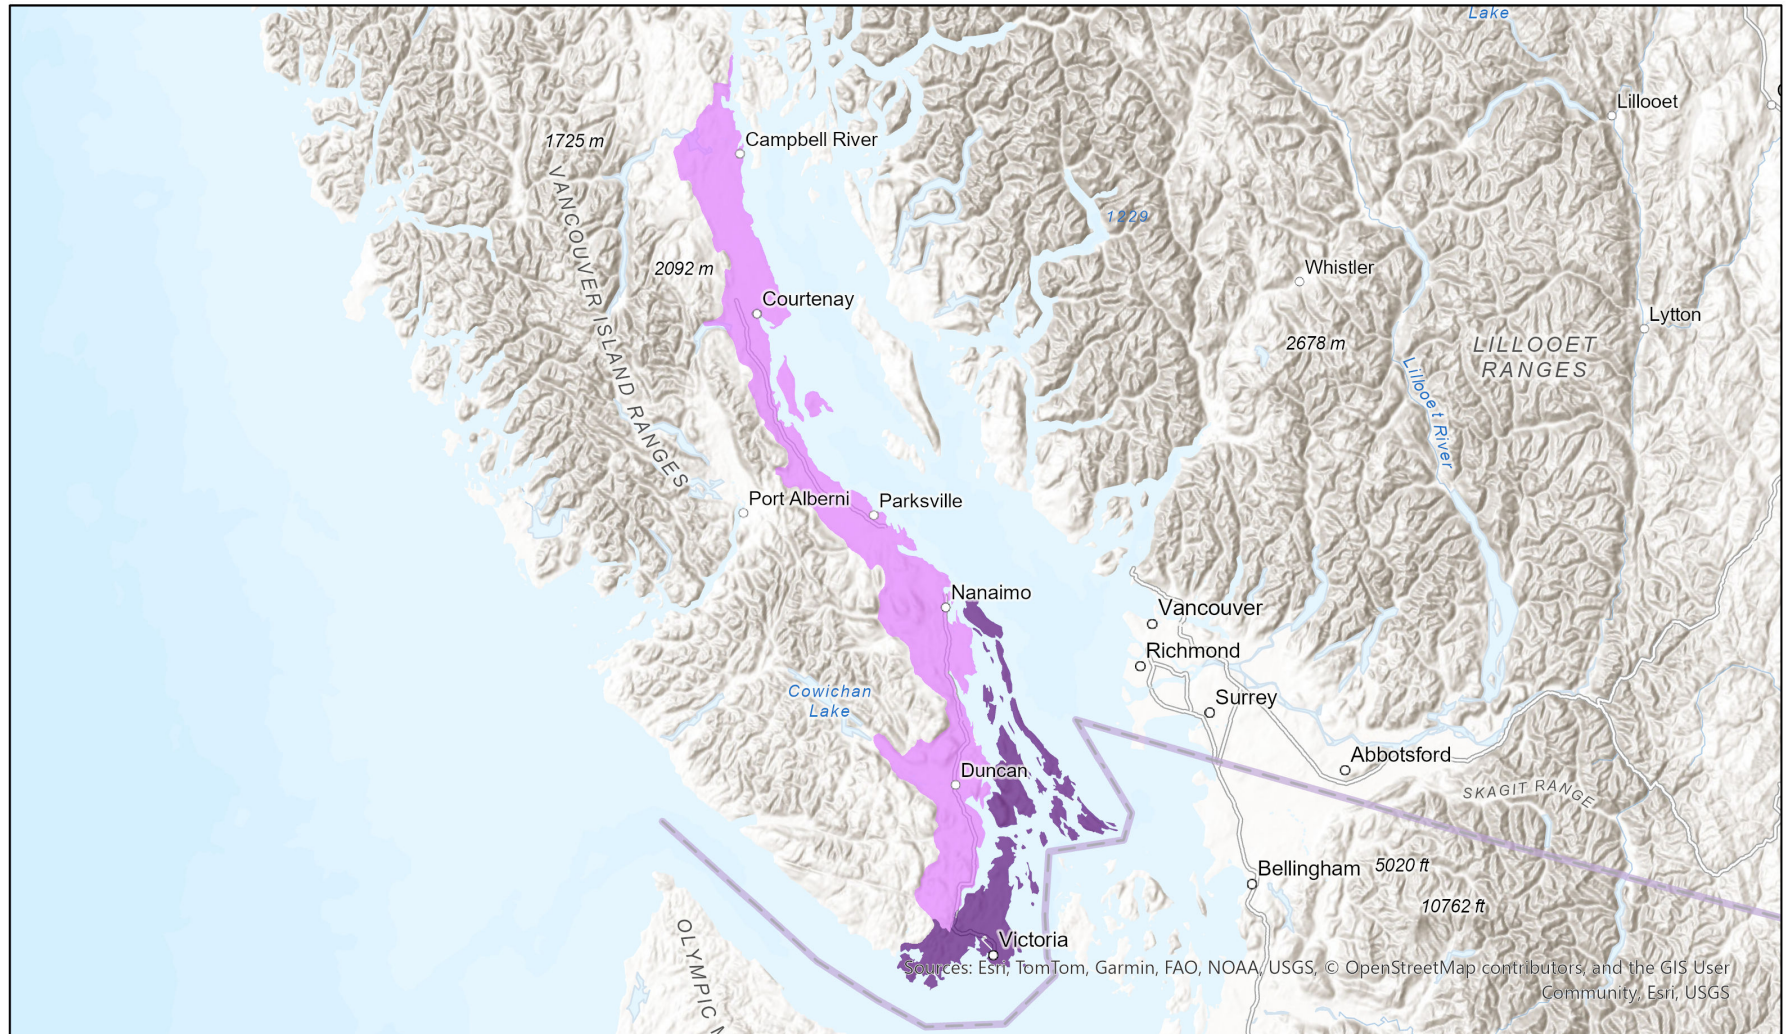 Lake
Lillooet
Campbell River
1725 m
1229
VANCOUVER ISLAND RANGES
2092 m
Whistler
Courtenay
Lytton
2678 m
LILLOOET
RANGES
Lillooet River
Port Alberni
Parksville
Nanaimo
Vancouver
Richmond
Cowichan
Lake
Surrey
Abbotsford
Duncan
SKAGIT RANGE
Bellingham
5020 ft
10762 ft
OLYMPIC
Victoria
Sources: Esri, TomTom, Garmin, FAO, NOAA, USGS, © OpenStreetMap contributors, and the GIS User
Community, Esri, USGS